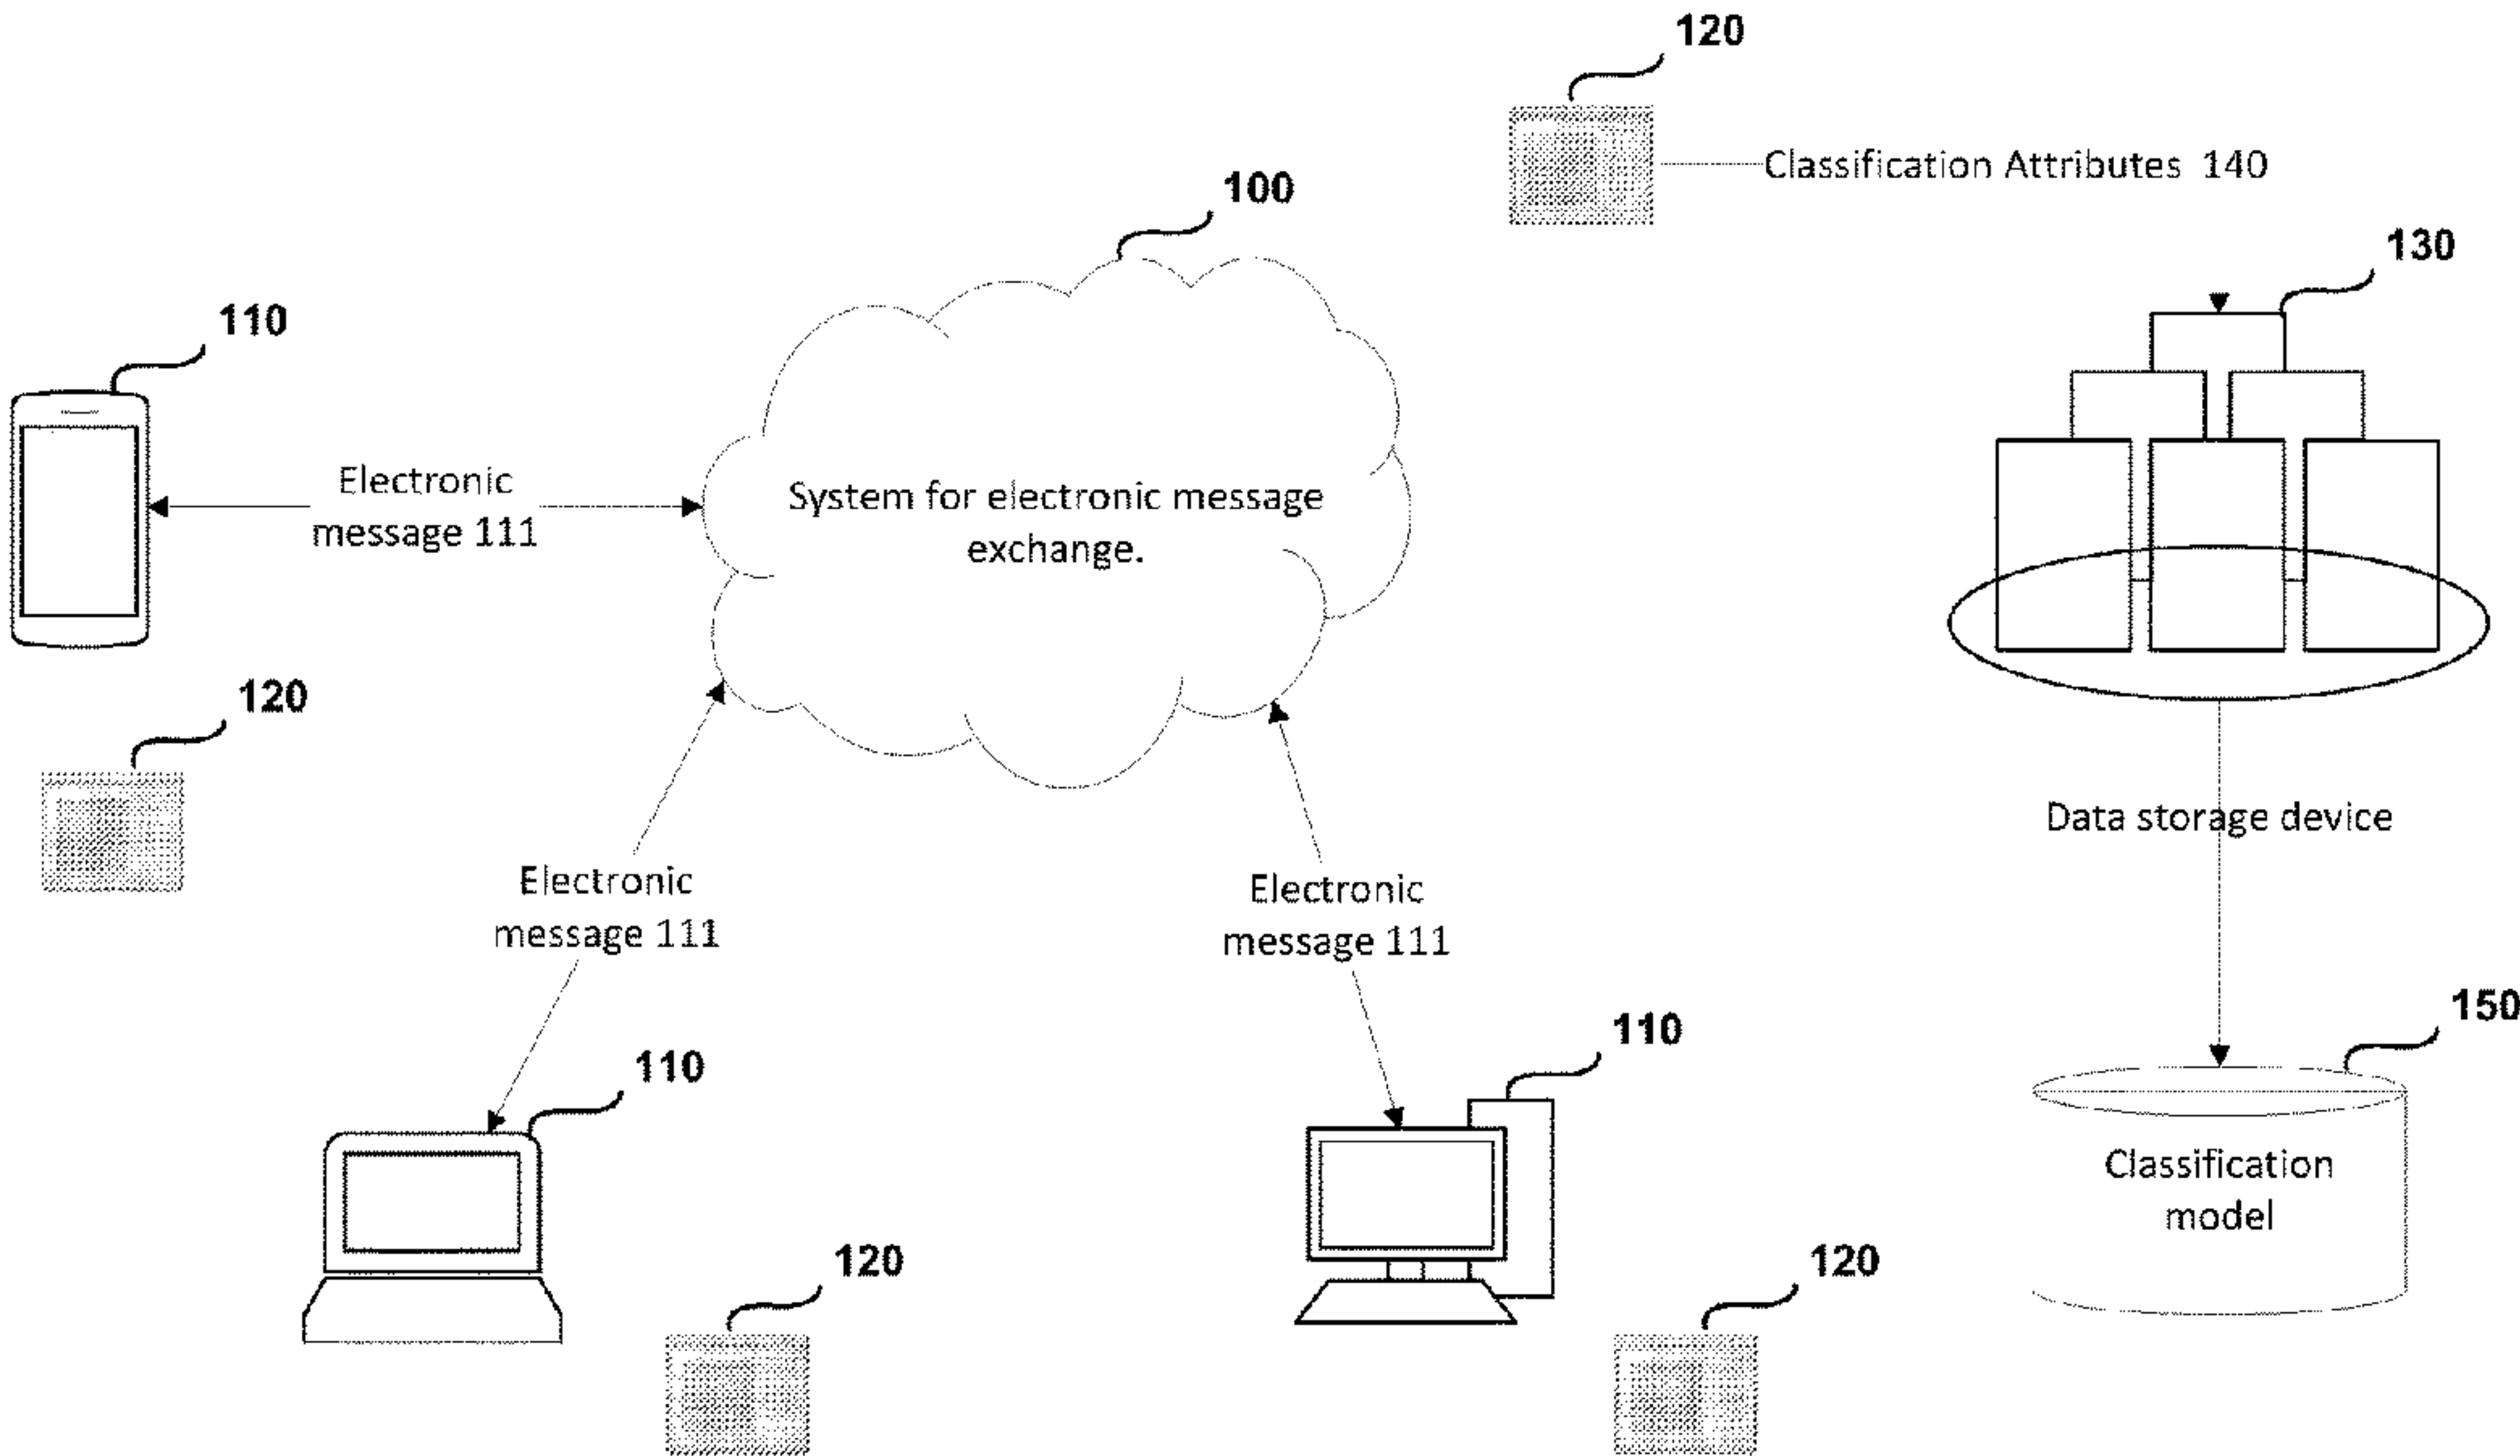 120
Classification Attributes 140
100
130
110
Electronic
message 111
System for electronic message
exchange.
120
Data storage device
Electronic
message 111
Electronic
message 111
150
110
110
Classification
model
120
120